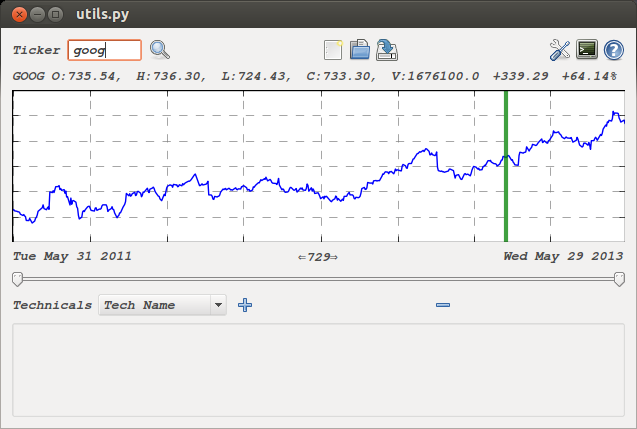 utils.py
Ticker goog
GOOG O:735.54, H:736.30, L:724.43, C:733.30, V:1676100.0 +339.29 +64.14%
Tue May 31 2011 ⇐729⇒ Wed May 29 2013
Technicals Tech Name